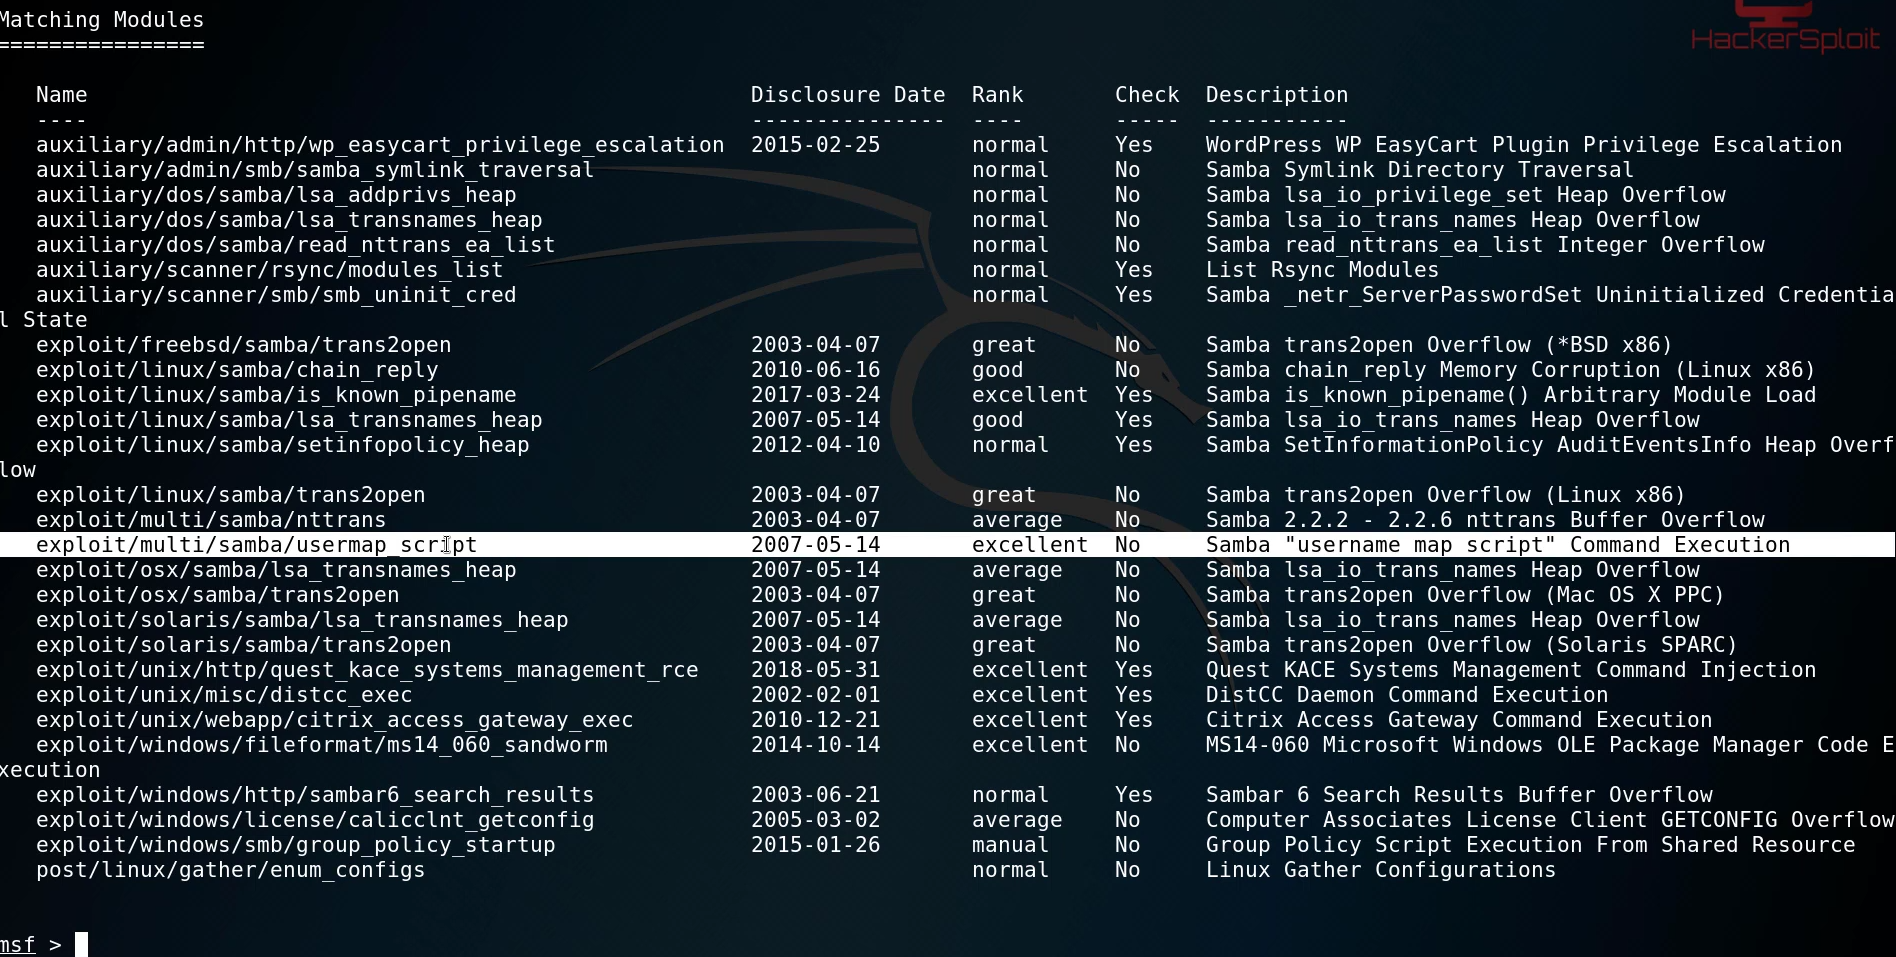 Matching Modules
================
HackerSploit
Name Disclosure Date Rank Check Description
---- --------------- ---- ----- -----------
auxiliary/admin/http/wp_easycart_privilege_escalation 2015-02-25 normal Yes WordPress WP EasyCart Plugin Privilege Escalation
auxiliary/admin/smb/samba_symlink_traversal normal No Samba Symlink Directory Traversal
auxiliary/dos/samba/lsa_addprivs_heap normal No Samba lsa_io_privilege_set Heap Overflow
auxiliary/dos/samba/lsa_transnames_heap normal No Samba lsa_io_trans_names Heap Overflow
auxiliary/dos/samba/read_nttrans_ea_list normal No Samba read_nttrans_ea_list Integer Overflow
auxiliary/scanner/rsync/modules_list normal Yes List Rsync Modules
auxiliary/scanner/smb/smb_uninit_cred normal Yes Samba _netr_ServerPasswordSet Uninitialized Credentia
l State
exploit/freebsd/samba/trans2open 2003-04-07 great No Samba trans2open Overflow (*BSD x86)
exploit/linux/samba/chain_reply 2010-06-16 good No Samba chain_reply Memory Corruption (Linux x86)
exploit/linux/samba/is_known_pipename 2017-03-24 excellent Yes Samba is_known_pipename() Arbitrary Module Load
exploit/linux/samba/lsa_transnames_heap 2007-05-14 good Yes Samba lsa_io_trans_names Heap Overflow
exploit/linux/samba/setinfopolicy_heap 2012-04-10 normal Yes Samba SetInformationPolicy AuditEventsInfo Heap Overf
low
exploit/linux/samba/trans2open 2003-04-07 great No Samba trans2open Overflow (Linux x86)
exploit/multi/samba/nttrans 2003-04-07 average No Samba 2.2.2 - 2.2.6 nttrans Buffer Overflow
exploit/multi/samba/usermap_script 2007-05-14 excellent No Samba "username map script" Command Execution
exploit/osx/samba/lsa_transnames_heap 2007-05-14 average No Samba lsa_io_trans_names Heap Overflow
exploit/osx/samba/trans2open 2003-04-07 great No Samba trans2open Overflow (Mac OS X PPC)
exploit/solaris/samba/lsa_transnames_heap 2007-05-14 average No Samba lsa_io_trans_names Heap Overflow
exploit/solaris/samba/trans2open 2003-04-07 great No Samba trans2open Overflow (Solaris SPARC)
exploit/unix/http/quest_kace_systems_management_rce 2018-05-31 excellent Yes Quest KACE Systems Management Command Injection
exploit/unix/misc/distcc_exec 2002-02-01 excellent Yes DistCC Daemon Command Execution
exploit/unix/webapp/citrix_access_gateway_exec 2010-12-21 excellent Yes Citrix Access Gateway Command Execution
exploit/windows/fileformat/ms14_060_sandworm 2014-10-14 excellent No MS14-060 Microsoft Windows OLE Package Manager Code E
xecution
exploit/windows/http/sambar6_search_results 2003-06-21 normal Yes Sambar 6 Search Results Buffer Overflow
exploit/windows/license/calicclnt_getconfig 2005-03-02 average No Computer Associates License Client GETCONFIG Overflow
exploit/windows/smb/group_policy_startup 2015-01-26 manual No Group Policy Script Execution From Shared Resource
post/linux/gather/enum_configs normal No Linux Gather Configurations
msf >